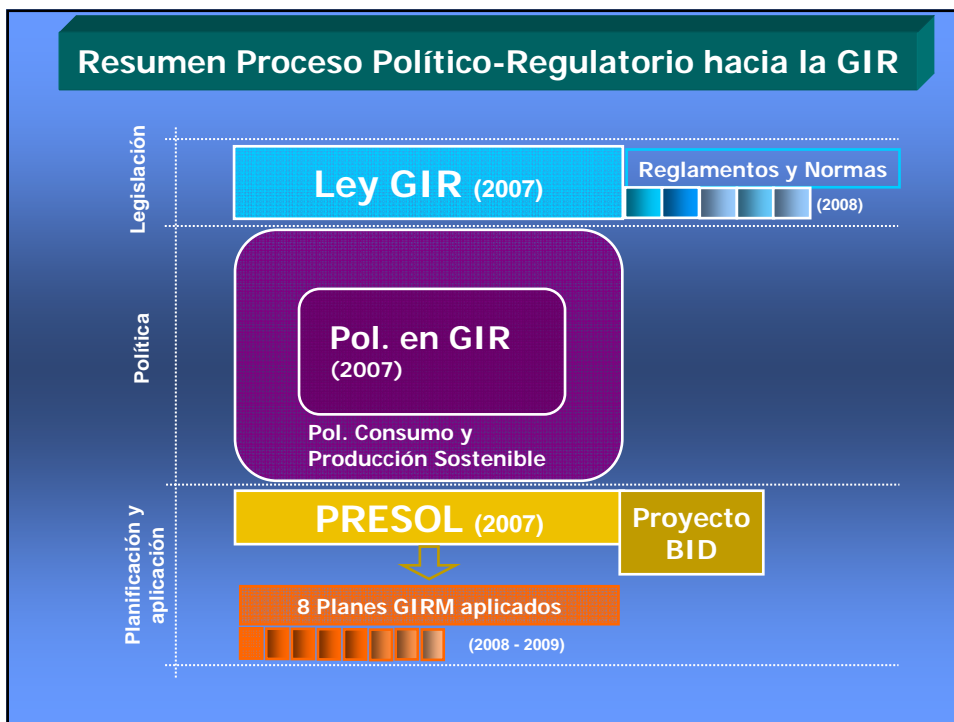 Resumen Proceso Político-Regulatorio hacia la GIR
Legislación
Ley GIR (2007)
Reglamentos y Normas
(2008)
Política
Pol. en GIR
(2007)
Pol. Consumo y
Producción Sostenible
Planificación y
aplicación
PRESOL (2007)
Proyecto
BID
8 Planes GIRM aplicados
(2008 - 2009)